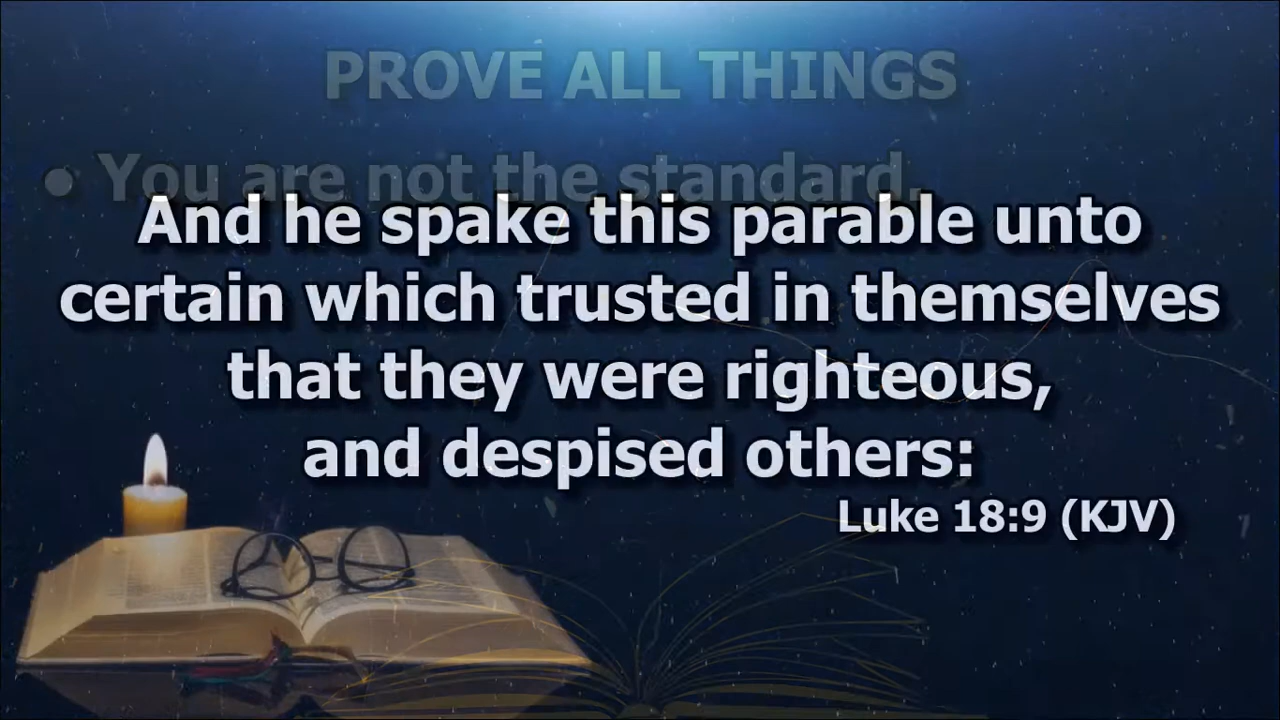 PROVE ALL THINGS
• You are not the standard.
And he spake this parable unto
certain which trusted in themselves
that they were righteous,
and despised others:
Luke 18:9 (KJV)